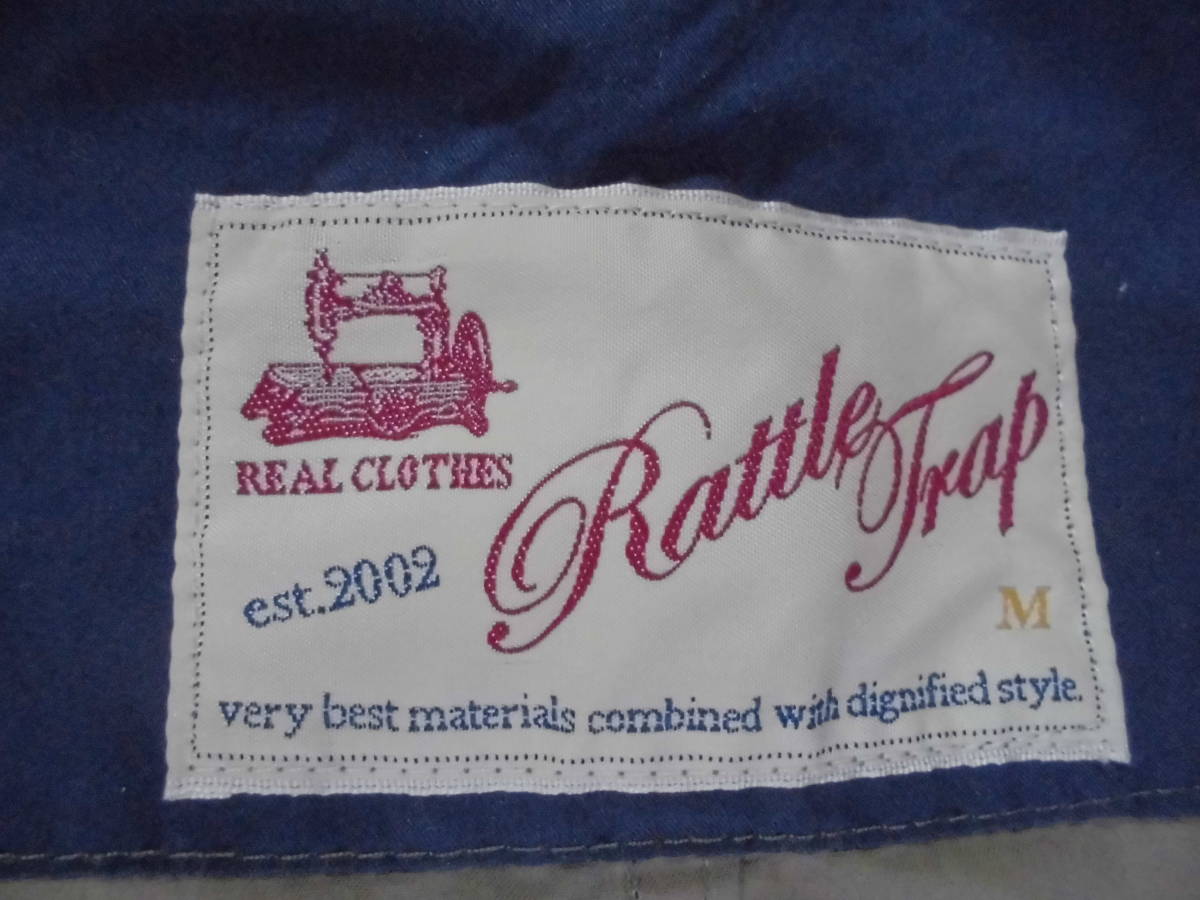 REAL CLOTHES
Rattle Trap
est.2002
M
very best materials combined with dignified style.